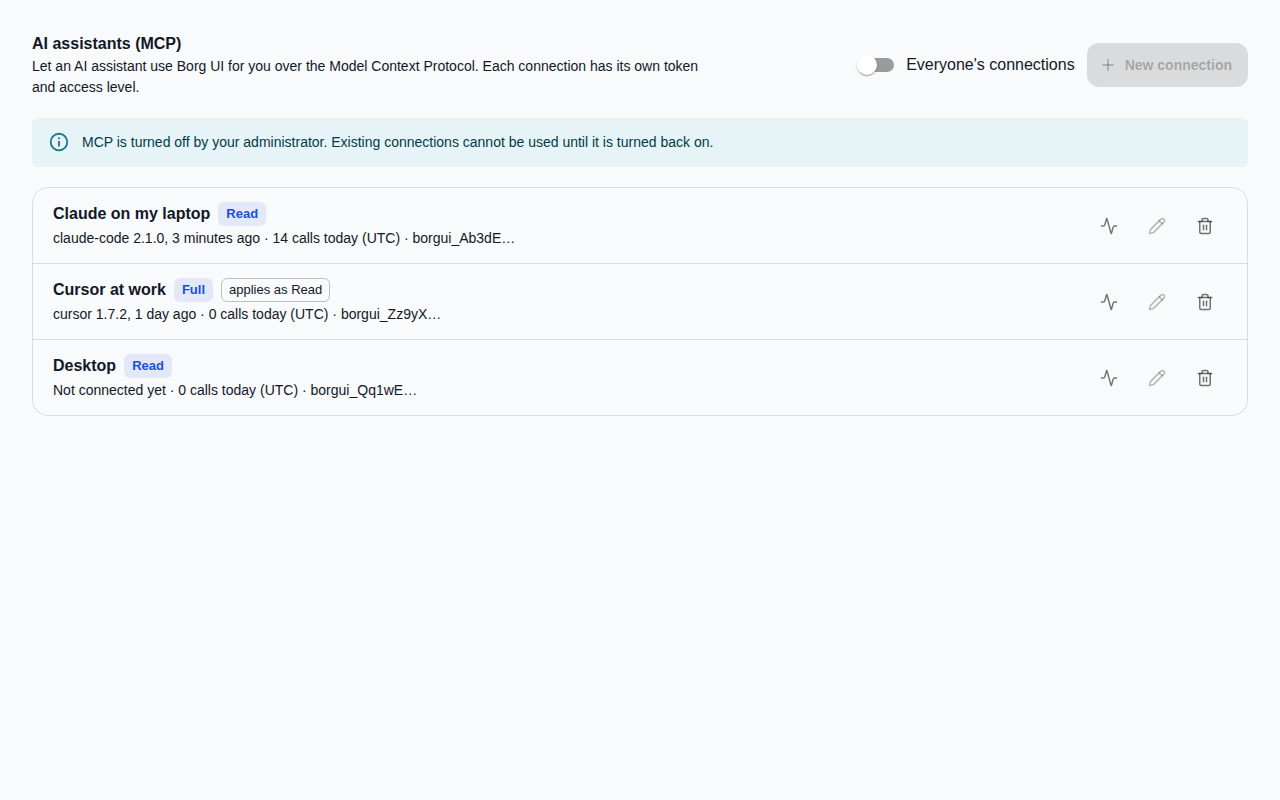 AI assistants (MCP)
Let an AI assistant use Borg UI for you over the Model Context Protocol. Each connection has its own token
and access level.
Everyone's connections
New connection
MCP is turned off by your administrator. Existing connections cannot be used until it is turned back on.
Claude on my laptop Read
claude-code 2.1.0, 3 minutes ago · 14 calls today (UTC) · borgui_Ab3dE…
Cursor at work Full applies as Read
cursor 1.7.2, 1 day ago · 0 calls today (UTC) · borgui_Zz9yX…
Desktop Read
Not connected yet · 0 calls today (UTC) · borgui_Qq1wE…